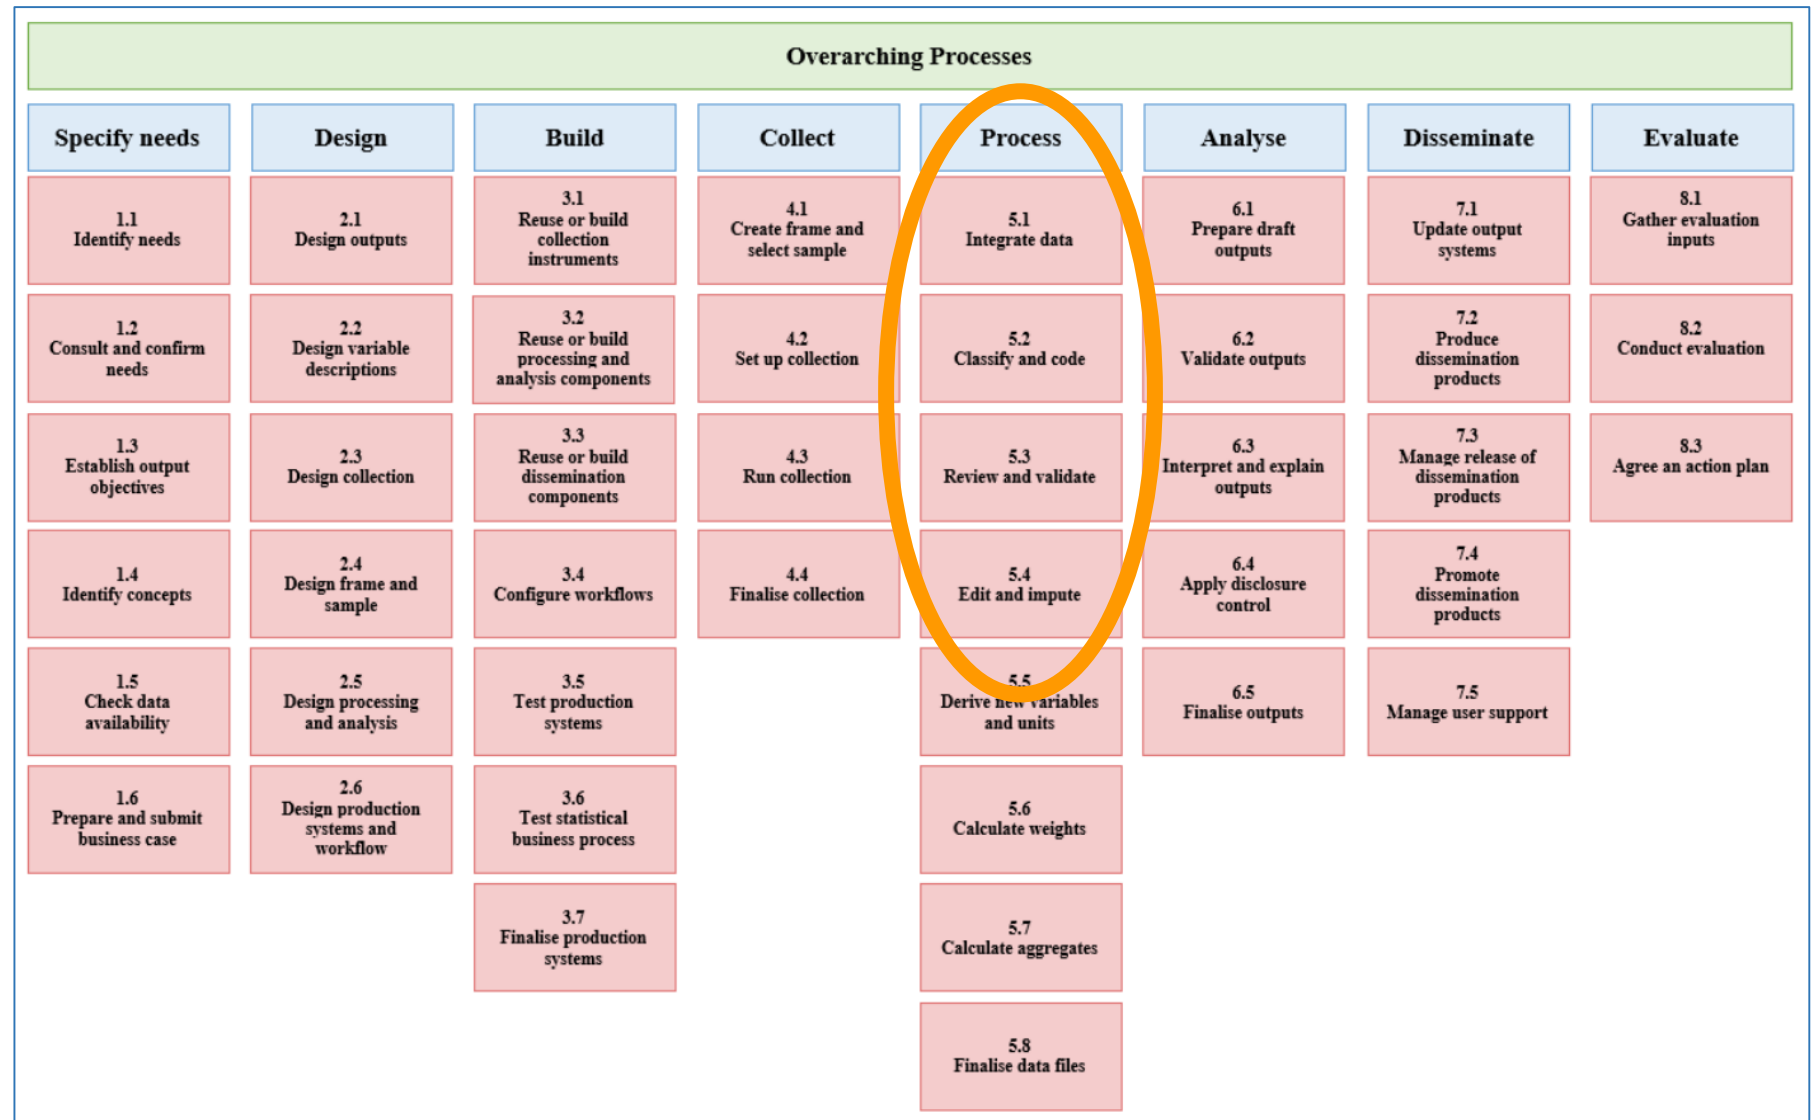 Overarching Processes
Specify needs
Design
Build
Collect
Process
Analyse
Disseminate
Evaluate
1.1
Identify needs
1.2
Consult and confirm
needs
1.3
Establish output
objectives
1.4
Identify concepts
1.5
Check data
availability
1.6
Prepare and submit
business case
2.1
Design outputs
2.2
Design variable
descriptions
2.3
Design collection
2.4
Design frame and
sample
2.5
Design processing
and analysis
2.6
Design production
systems and
workflow
3.1
Reuse or build
collection
instruments
3.2
Reuse or build
processing and
analysis components
3.3
Reuse or build
dissemination
components
3.4
Configure workflows
3.5
Test production
systems
3.6
Test statistical
business process
3.7
Finalise production
systems
4.1
Create frame and
select sample
4.2
Set up collection
4.3
Run collection
4.4
Finalise collection
5.1
Integrate data
5.2
Classify and code
5.3
Review and validate
5.4
Edit and impute
5.5
Derive new variables
and units
5.6
Calculate weights
5.7
Calculate aggregates
5.8
Finalise data files
6.1
Prepare draft
outputs
6.2
Validate outputs
6.3
Interpret and explain
outputs
6.4
Apply disclosure
control
6.5
Finalise outputs
7.1
Update output
systems
7.2
Produce
dissemination
products
7.3
Manage release of
dissemination
products
7.4
Promote
dissemination
products
7.5
Manage user support
8.1
Gather evaluation
inputs
8.2
Conduct evaluation
8.3
Agree an action plan